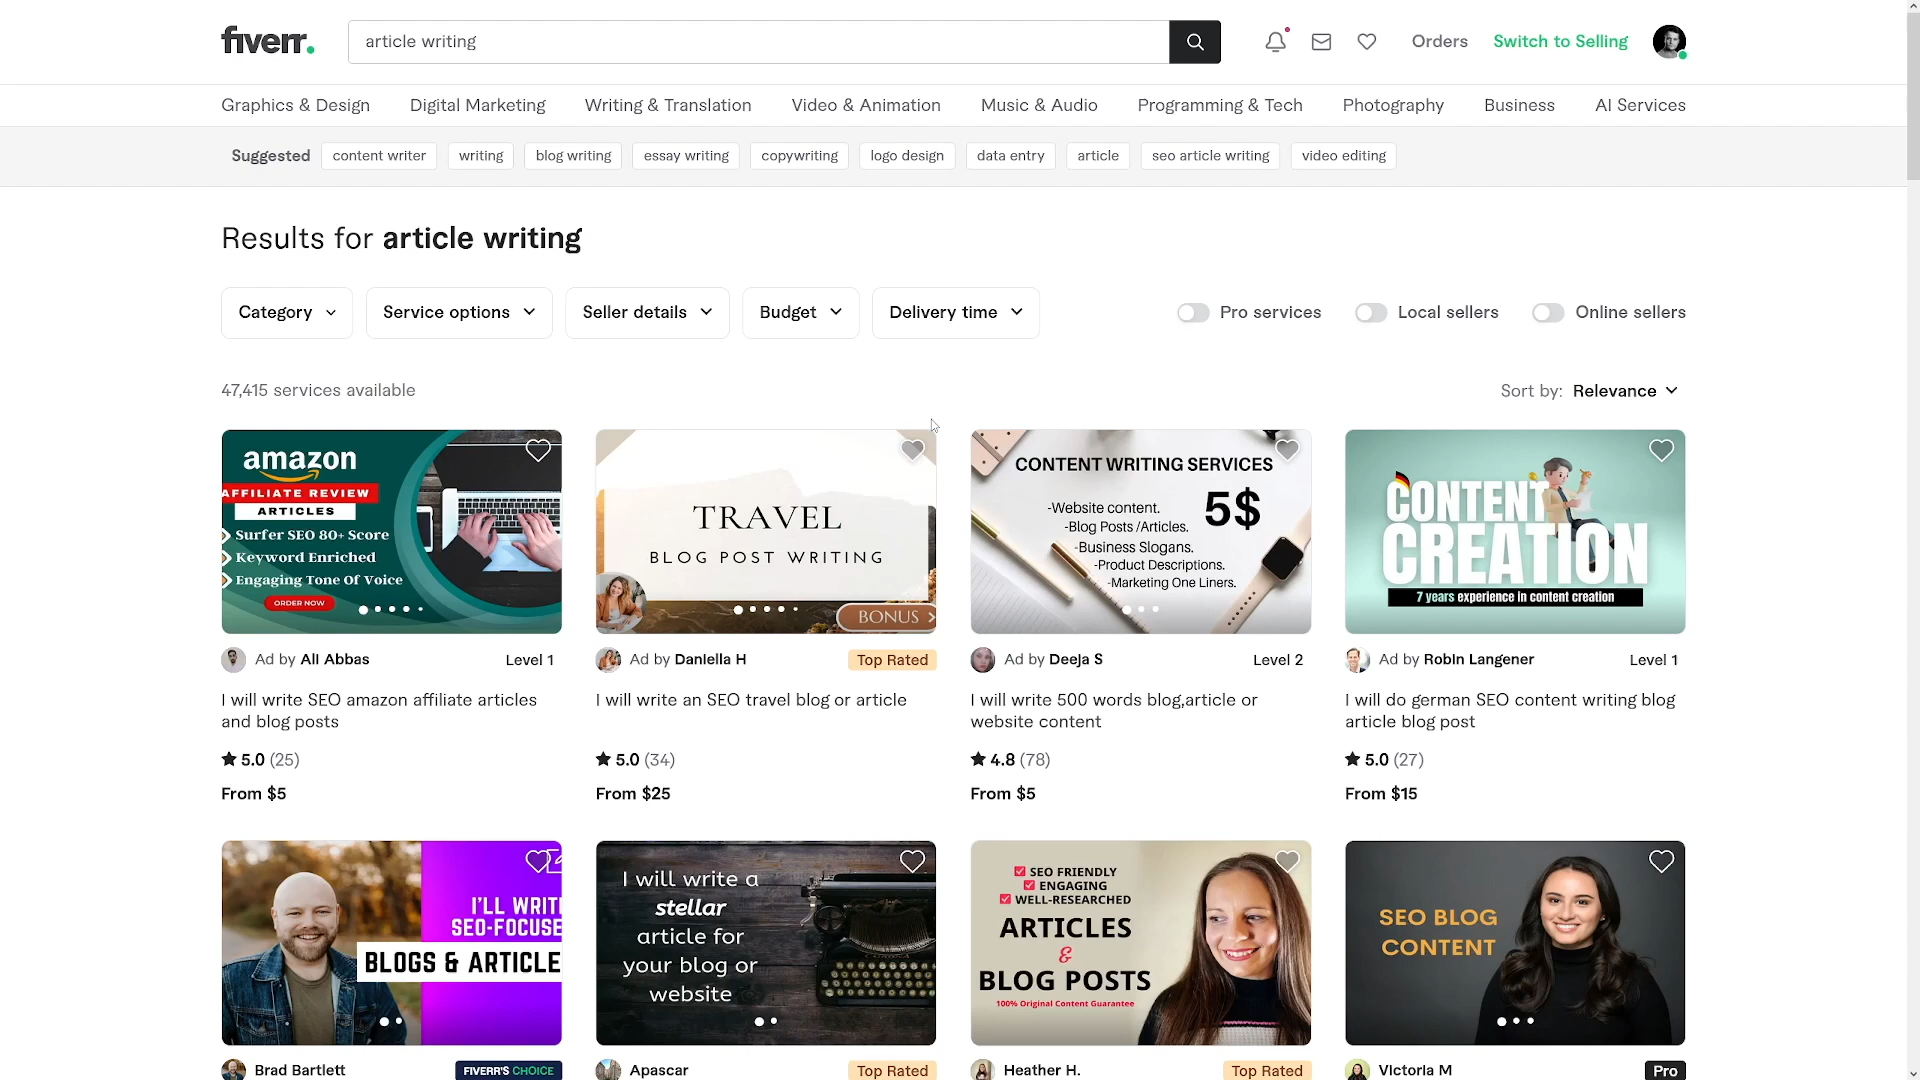 fiverr.
article writing
Orders
Switch to Selling
Graphics & Design
Digital Marketing
Writing & Translation
Video & Animation
Music & Audio
Programming & Tech
Photography
Business
AI Services
Suggested
content writer
writing
blog writing
essay writing
copywriting
logo design
data entry
article
seo article writing
video editing
Results for article writing
Category
Service options
Seller details
Budget
Delivery time
Pro services
Local sellers
Online sellers
47,415 services available
Sort by: Relevance
amazon
AFFILIATE REVIEW
ARTICLES
Surfer SEO 80+ Score
Keyword Enriched
Engaging Tone Of Voice
ORDER NOW
Ad by Ali Abbas
Level 1
I will write SEO amazon affiliate articles
and blog posts
5.0 (25)
From $5
TRAVEL
BLOG POST WRITING
BONUS
Ad by Daniella H
Top Rated
I will write an SEO travel blog or article
5.0 (34)
From $25
CONTENT WRITING SERVICES
5$
-Website content.
-Blog Posts /Articles.
-Business Slogans.
-Product Descriptions.
-Marketing One Liners.
Ad by Deeja S
Level 2
I will write 500 words blog,article or
website content
4.8 (78)
From $5
CONTENT
CREATION
7 years experience in content creation
Ad by Robin Langener
Level 1
I will do german SEO content writing blog
article blog post
5.0 (27)
From $15
I'LL WRIT
SEO-FOCUSE
BLOGS & ARTICLE
Brad Bartlett
FIVERR'S CHOICE
I will write a
stellar
article for
your blog or
website
Apascar
Top Rated
SEO FRIENDLY
ENGAGING
WELL-RESEARCHED
ARTICLES
&
BLOG POSTS
100% Original Content Guarantee
Heather H.
Top Rated
SEO BLOG
CONTENT
Victoria M
Pro